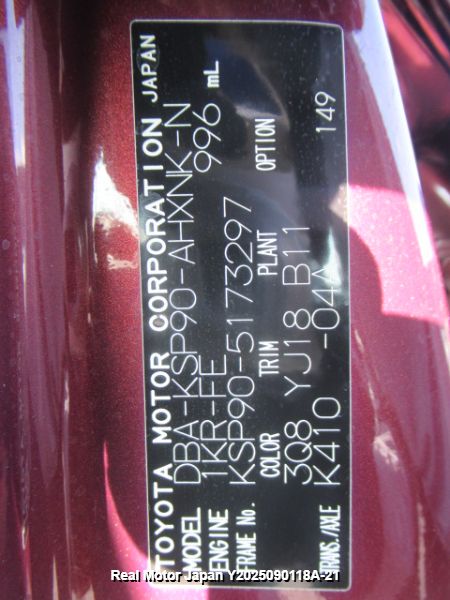 TOYOTA MOTOR CORPORATION JAPAN
MODEL DBA-KSP90-AHXNK-N
ENGINE 1KR-FE 996 mL
FRAME No. KSP90-5173297
COLOR TRIM PLANT OPTION
3Q8 YJ18 B11 149
TRANS./AXLE K410 -04A
Real Motor Japan Y2025090118A-21